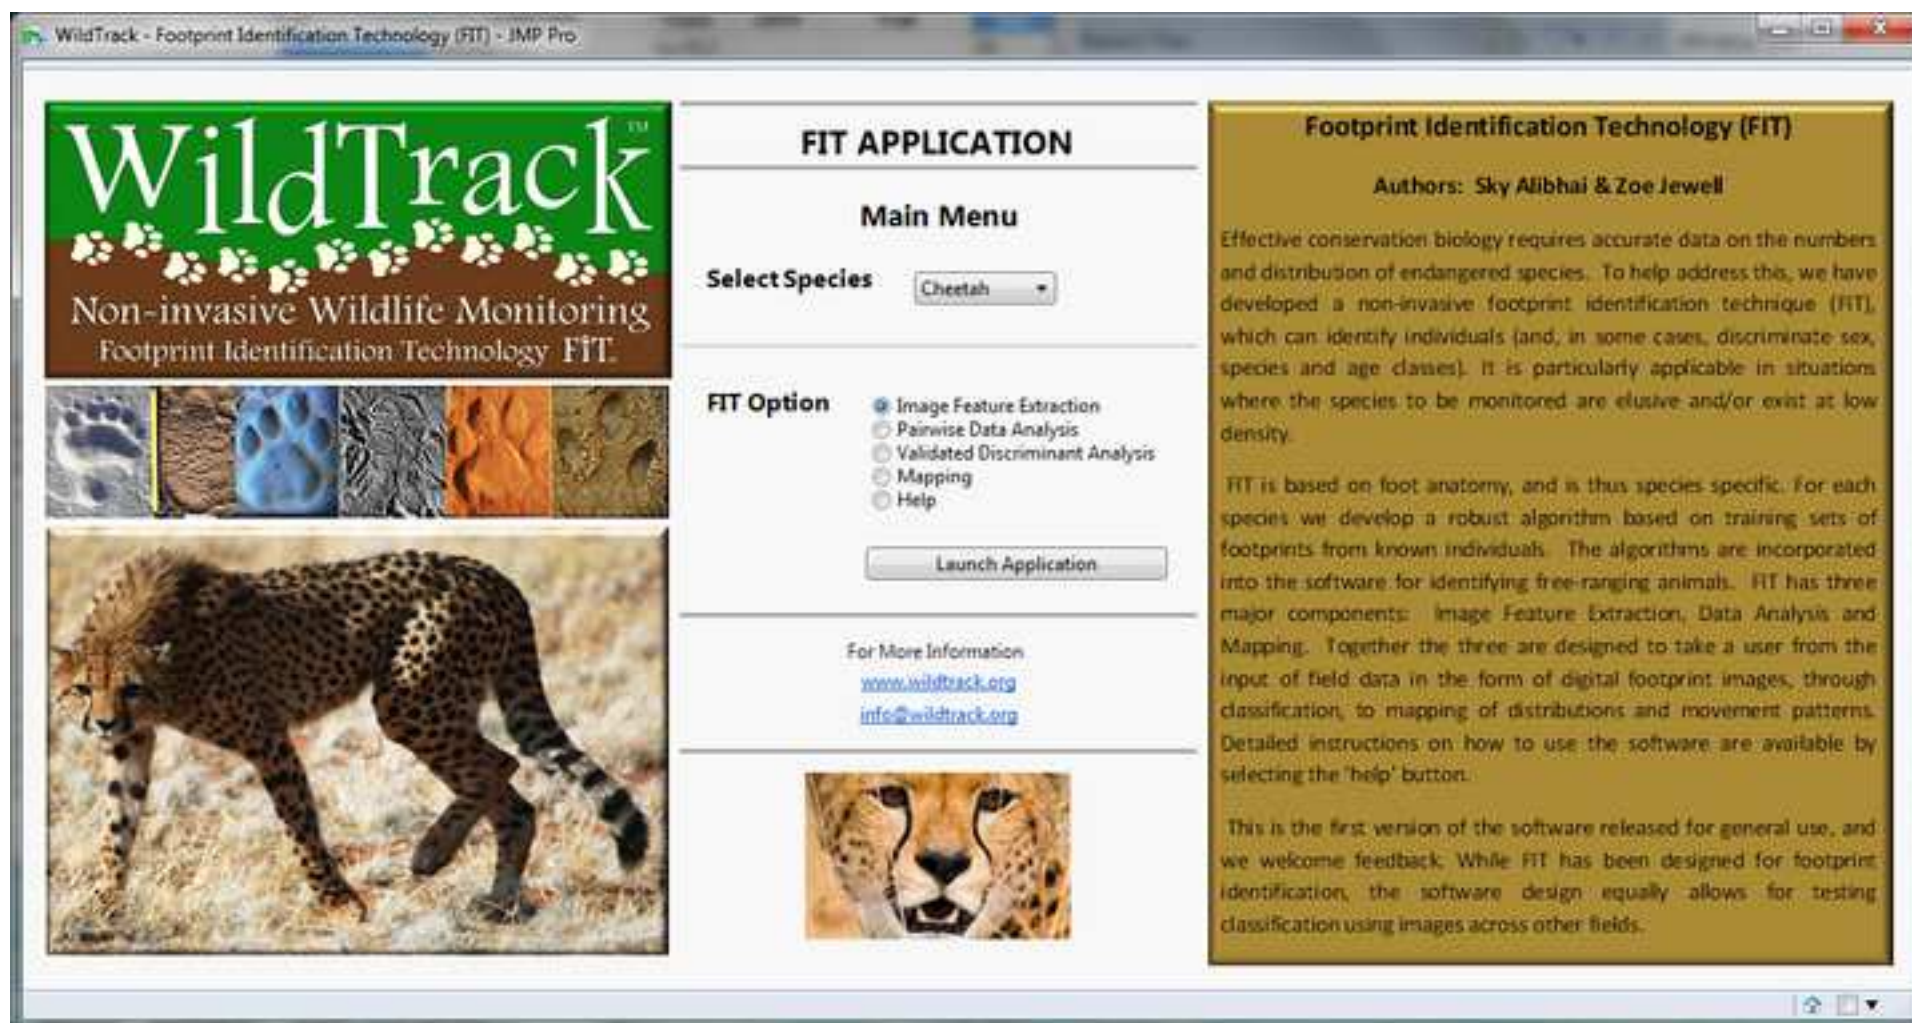 WildTrack - Footprint Identification Technology (FIT) - JMP Pro
WildTrack™
Non-invasive Wildlife Monitoring
Footprint Identification Technology FIT.
FIT APPLICATION
Main Menu
Select Species
Cheetah
FIT Option
Image Feature Extraction
Pairwise Data Analysis
Validated Discriminant Analysis
Mapping
Help
Launch Application
For More Information
www.wildtrack.org
info@wildtrack.org
Footprint Identification Technology (FIT)
Authors: Sky Alibhai & Zoe Jewell
Effective conservation biology requires accurate data on the numbers
and distribution of endangered species. To help address this, we have
developed a non-invasive footprint identification technique (FIT),
which can identify individuals (and, in some cases, discriminate sex,
species and age classes). It is particularly applicable in situations
where the species to be monitored are elusive and/or exist at low
density.
FIT is based on foot anatomy, and is thus species specific. For each
species we develop a robust algorithm based on training sets of
footprints from known individuals. The algorithms are incorporated
into the software for identifying free-ranging animals. FIT has three
major components: Image Feature Extraction, Data Analysis and
Mapping. Together the three are designed to take a user from the
input of field data in the form of digital footprint images, through
classification, to mapping of distributions and movement patterns.
Detailed instructions on how to use the software are available by
selecting the 'help' button.
This is the first version of the software released for general use, and
we welcome feedback. While FIT has been designed for footprint
identification, the software design equally allows for testing
classification using images across other fields.